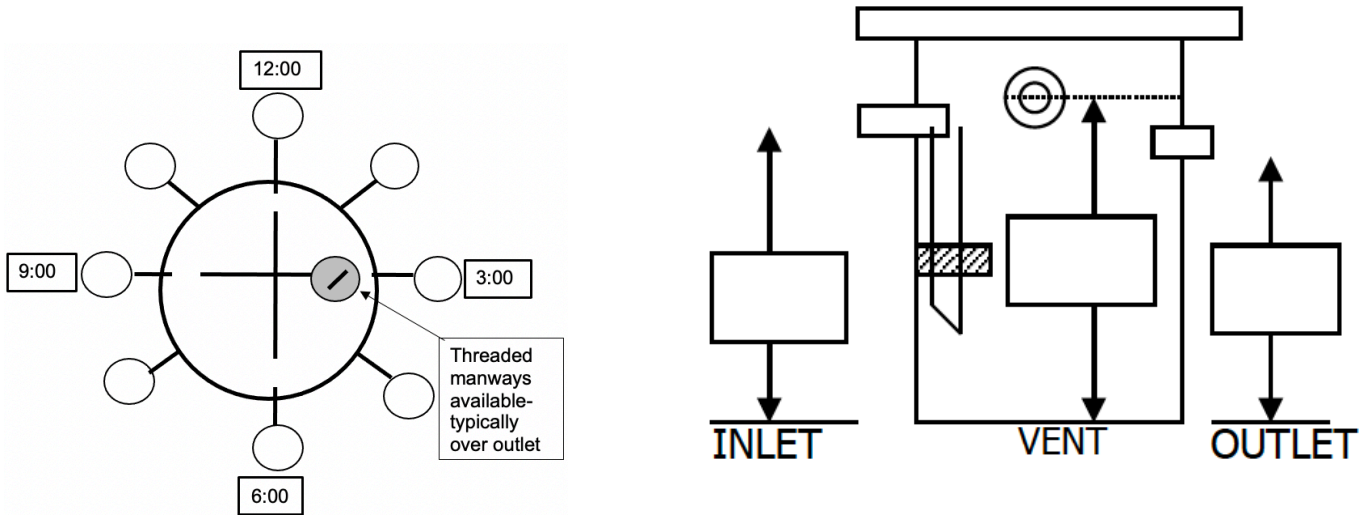 12:00
9:00
3:00
Threaded
manways
available-
typically
over outlet
6:00
INLET
VENT
OUTLET